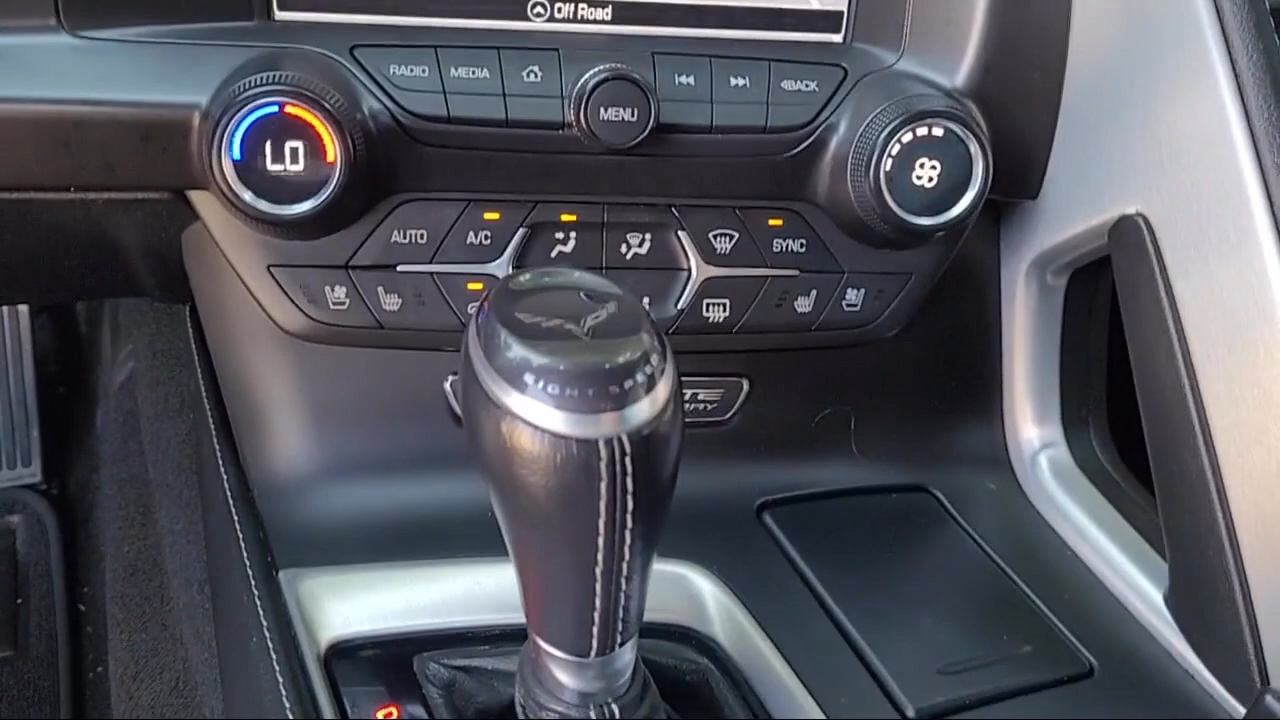 Off Road
RADIO
MEDIA
MENU
BACK
LO
AUTO
A/C
SYNC
EIGHT SPEED